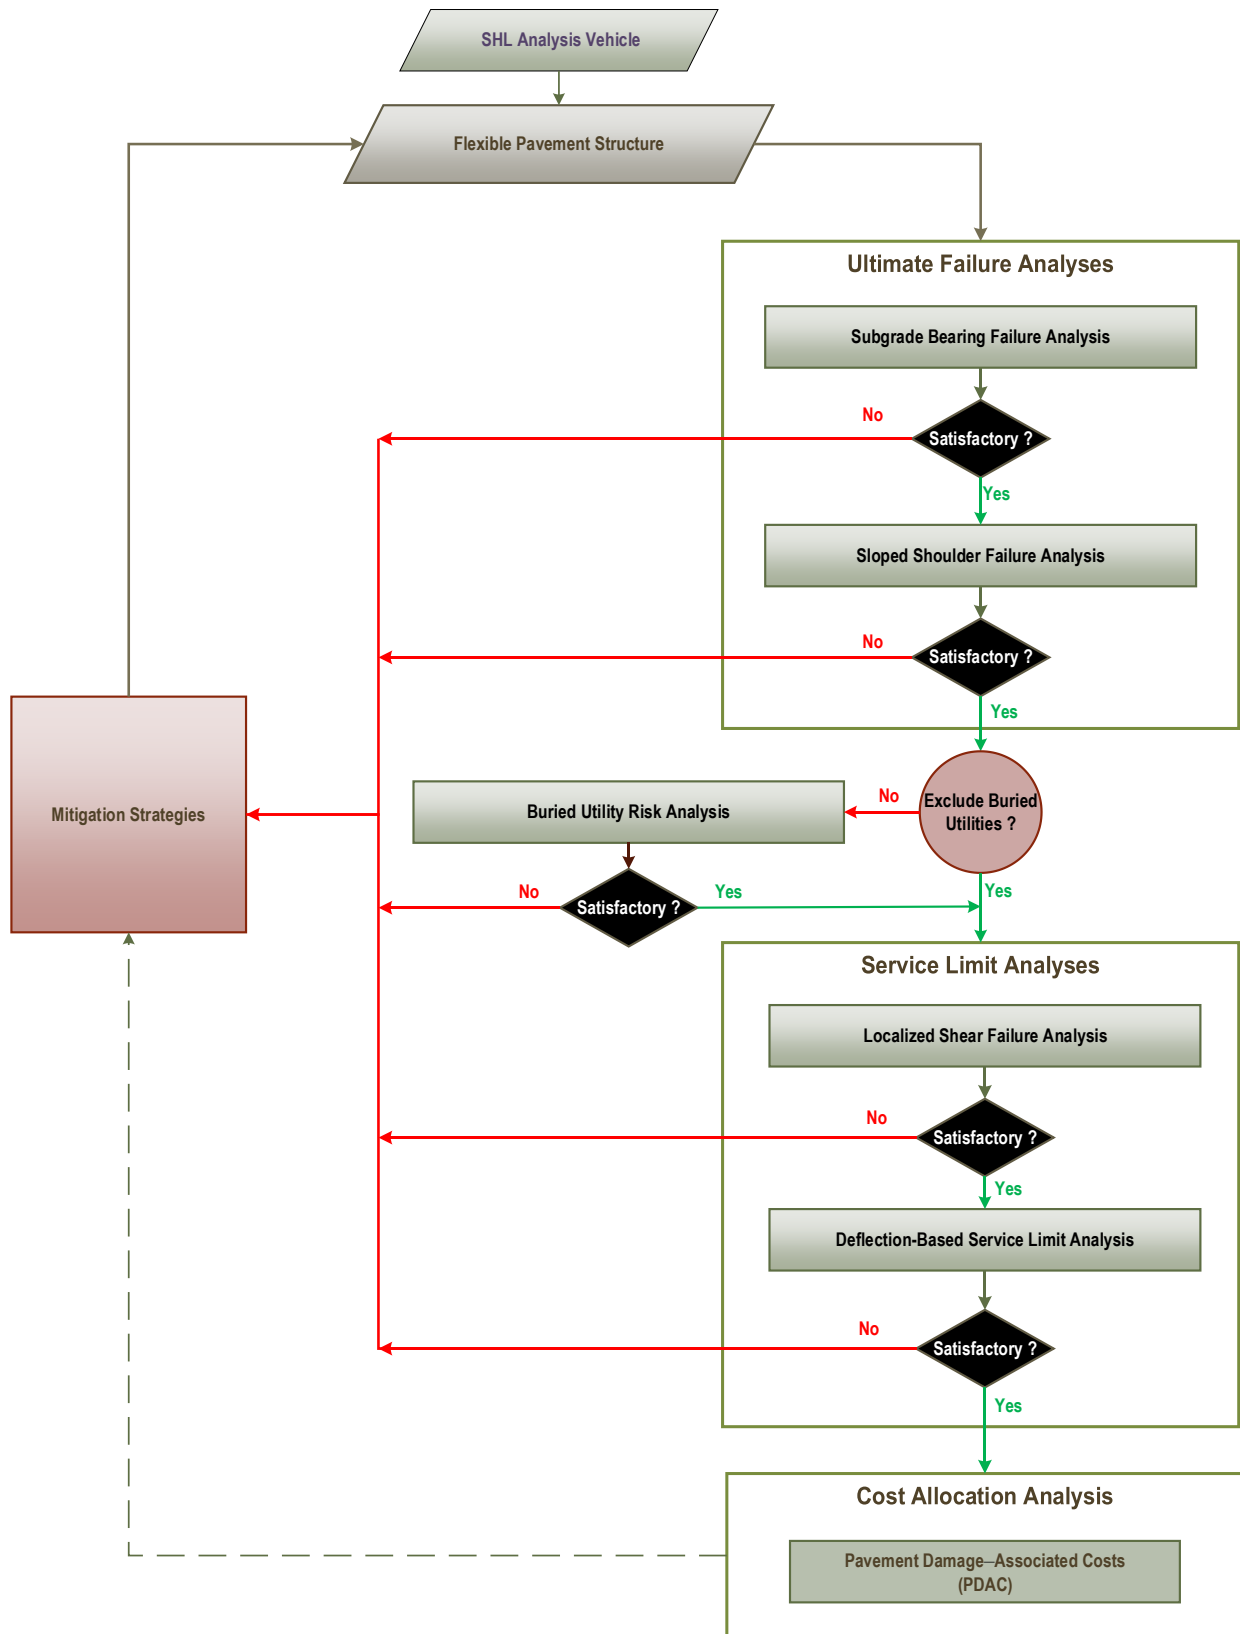 SHL Analysis Vehicle
Flexible Pavement Structure
Ultimate Failure Analyses
Subgrade Bearing Failure Analysis
No
Satisfactory ?
Yes
Sloped Shoulder Failure Analysis
No
Satisfactory ?
Yes
Mitigation Strategies
Buried Utility Risk Analysis
No
Exclude Buried
Utilities ?
No
Satisfactory ?
Yes
Yes
Service Limit Analyses
Localized Shear Failure Analysis
No
Satisfactory ?
Yes
Deflection-Based Service Limit Analysis
No
Satisfactory ?
Yes
Cost Allocation Analysis
Pavement Damage–Associated Costs
(PDAC)